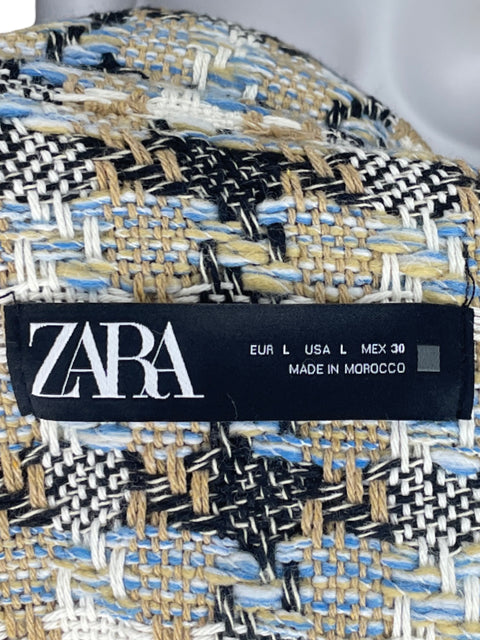 ZARA
EUR L USA L MEX 30
MADE IN MOROCCO